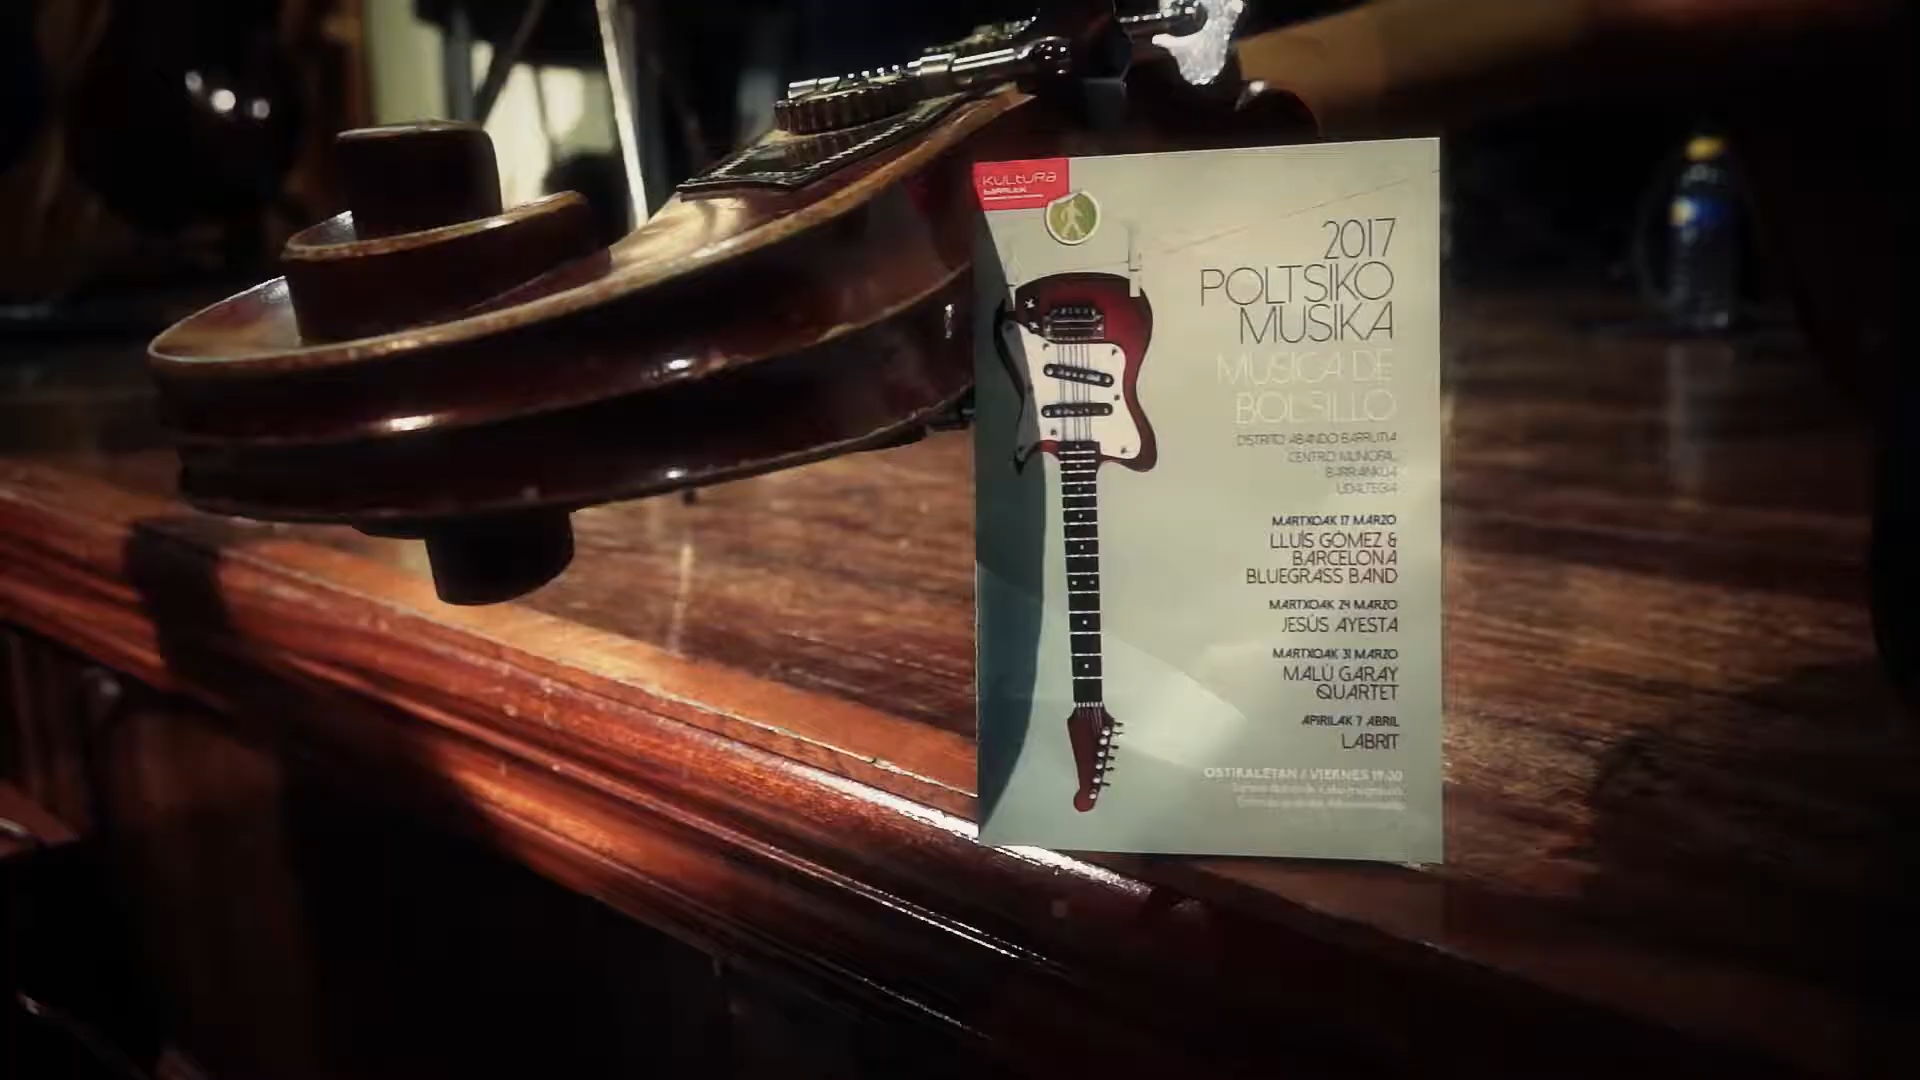 KULtURa
BARRUtIK
2017
POLTSIKO
MUSIKA
MUSICA DE
BOLSILLO
DISTRITO ABANDO BARRUTIA
CENTRO MUNICIPAL
BARRAINKUA
UDALTEGIA
MARTXOAK 17 MARZO
LLUÍS GÓMEZ &
BARCELONA
BLUEGRASS BAND
MARTXOAK 24 MARZO
JESÚS AYESTA
MARTXOAK 31 MARZO
MALÚ GARAY
QUARTET
APIRILAK 7 ABRIL
LABRIT
OSTIRALETAN / VIERNES 19:30